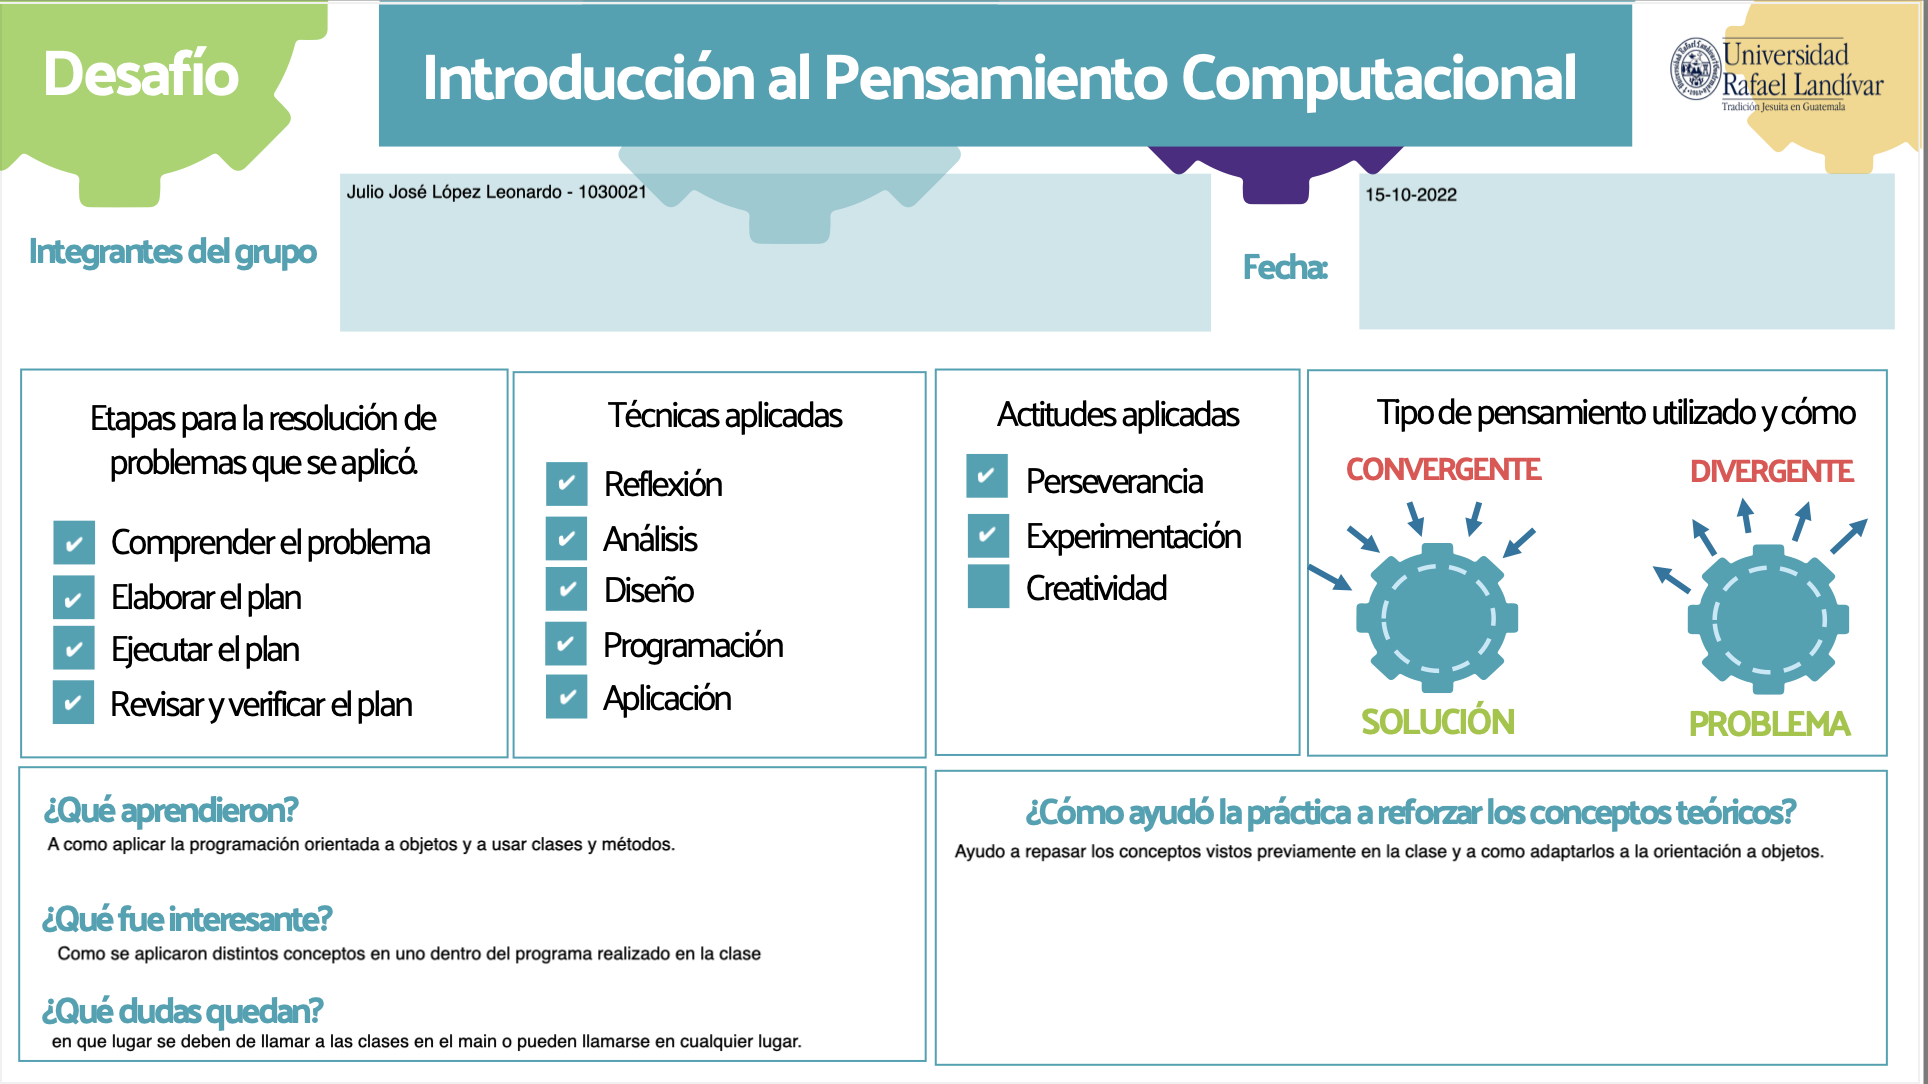 Desafío
Introducción al Pensamiento Computacional
Universidad
Rafael Landívar
Tradición Jesuita en Guatemala
Integrantes del grupo
Julio José López Leonardo - 1030021
Fecha:
15-10-2022
Etapas para la resolución de
problemas que se aplicó.
✔ Comprender el problema
✔ Elaborar el plan
✔ Ejecutar el plan
✔ Revisar y verificar el plan
Técnicas aplicadas
✔ Reflexión
✔ Análisis
✔ Diseño
✔ Programación
✔ Aplicación
Actitudes aplicadas
✔ Perseverancia
✔ Experimentación
Creatividad
Tipo de pensamiento utilizado y cómo
CONVERGENTE
SOLUCIÓN
DIVERGENTE
PROBLEMA
¿Qué aprendieron?
A como aplicar la programación orientada a objetos y a usar clases y métodos.
¿Qué fue interesante?
Como se aplicaron distintos conceptos en uno dentro del programa realizado en la clase
¿Qué dudas quedan?
en que lugar se deben de llamar a las clases en el main o pueden llamarse en cualquier lugar.
¿Cómo ayudó la práctica a reforzar los conceptos teóricos?
Ayudo a repasar los conceptos vistos previamente en la clase y a como adaptarlos a la orientación a objetos.